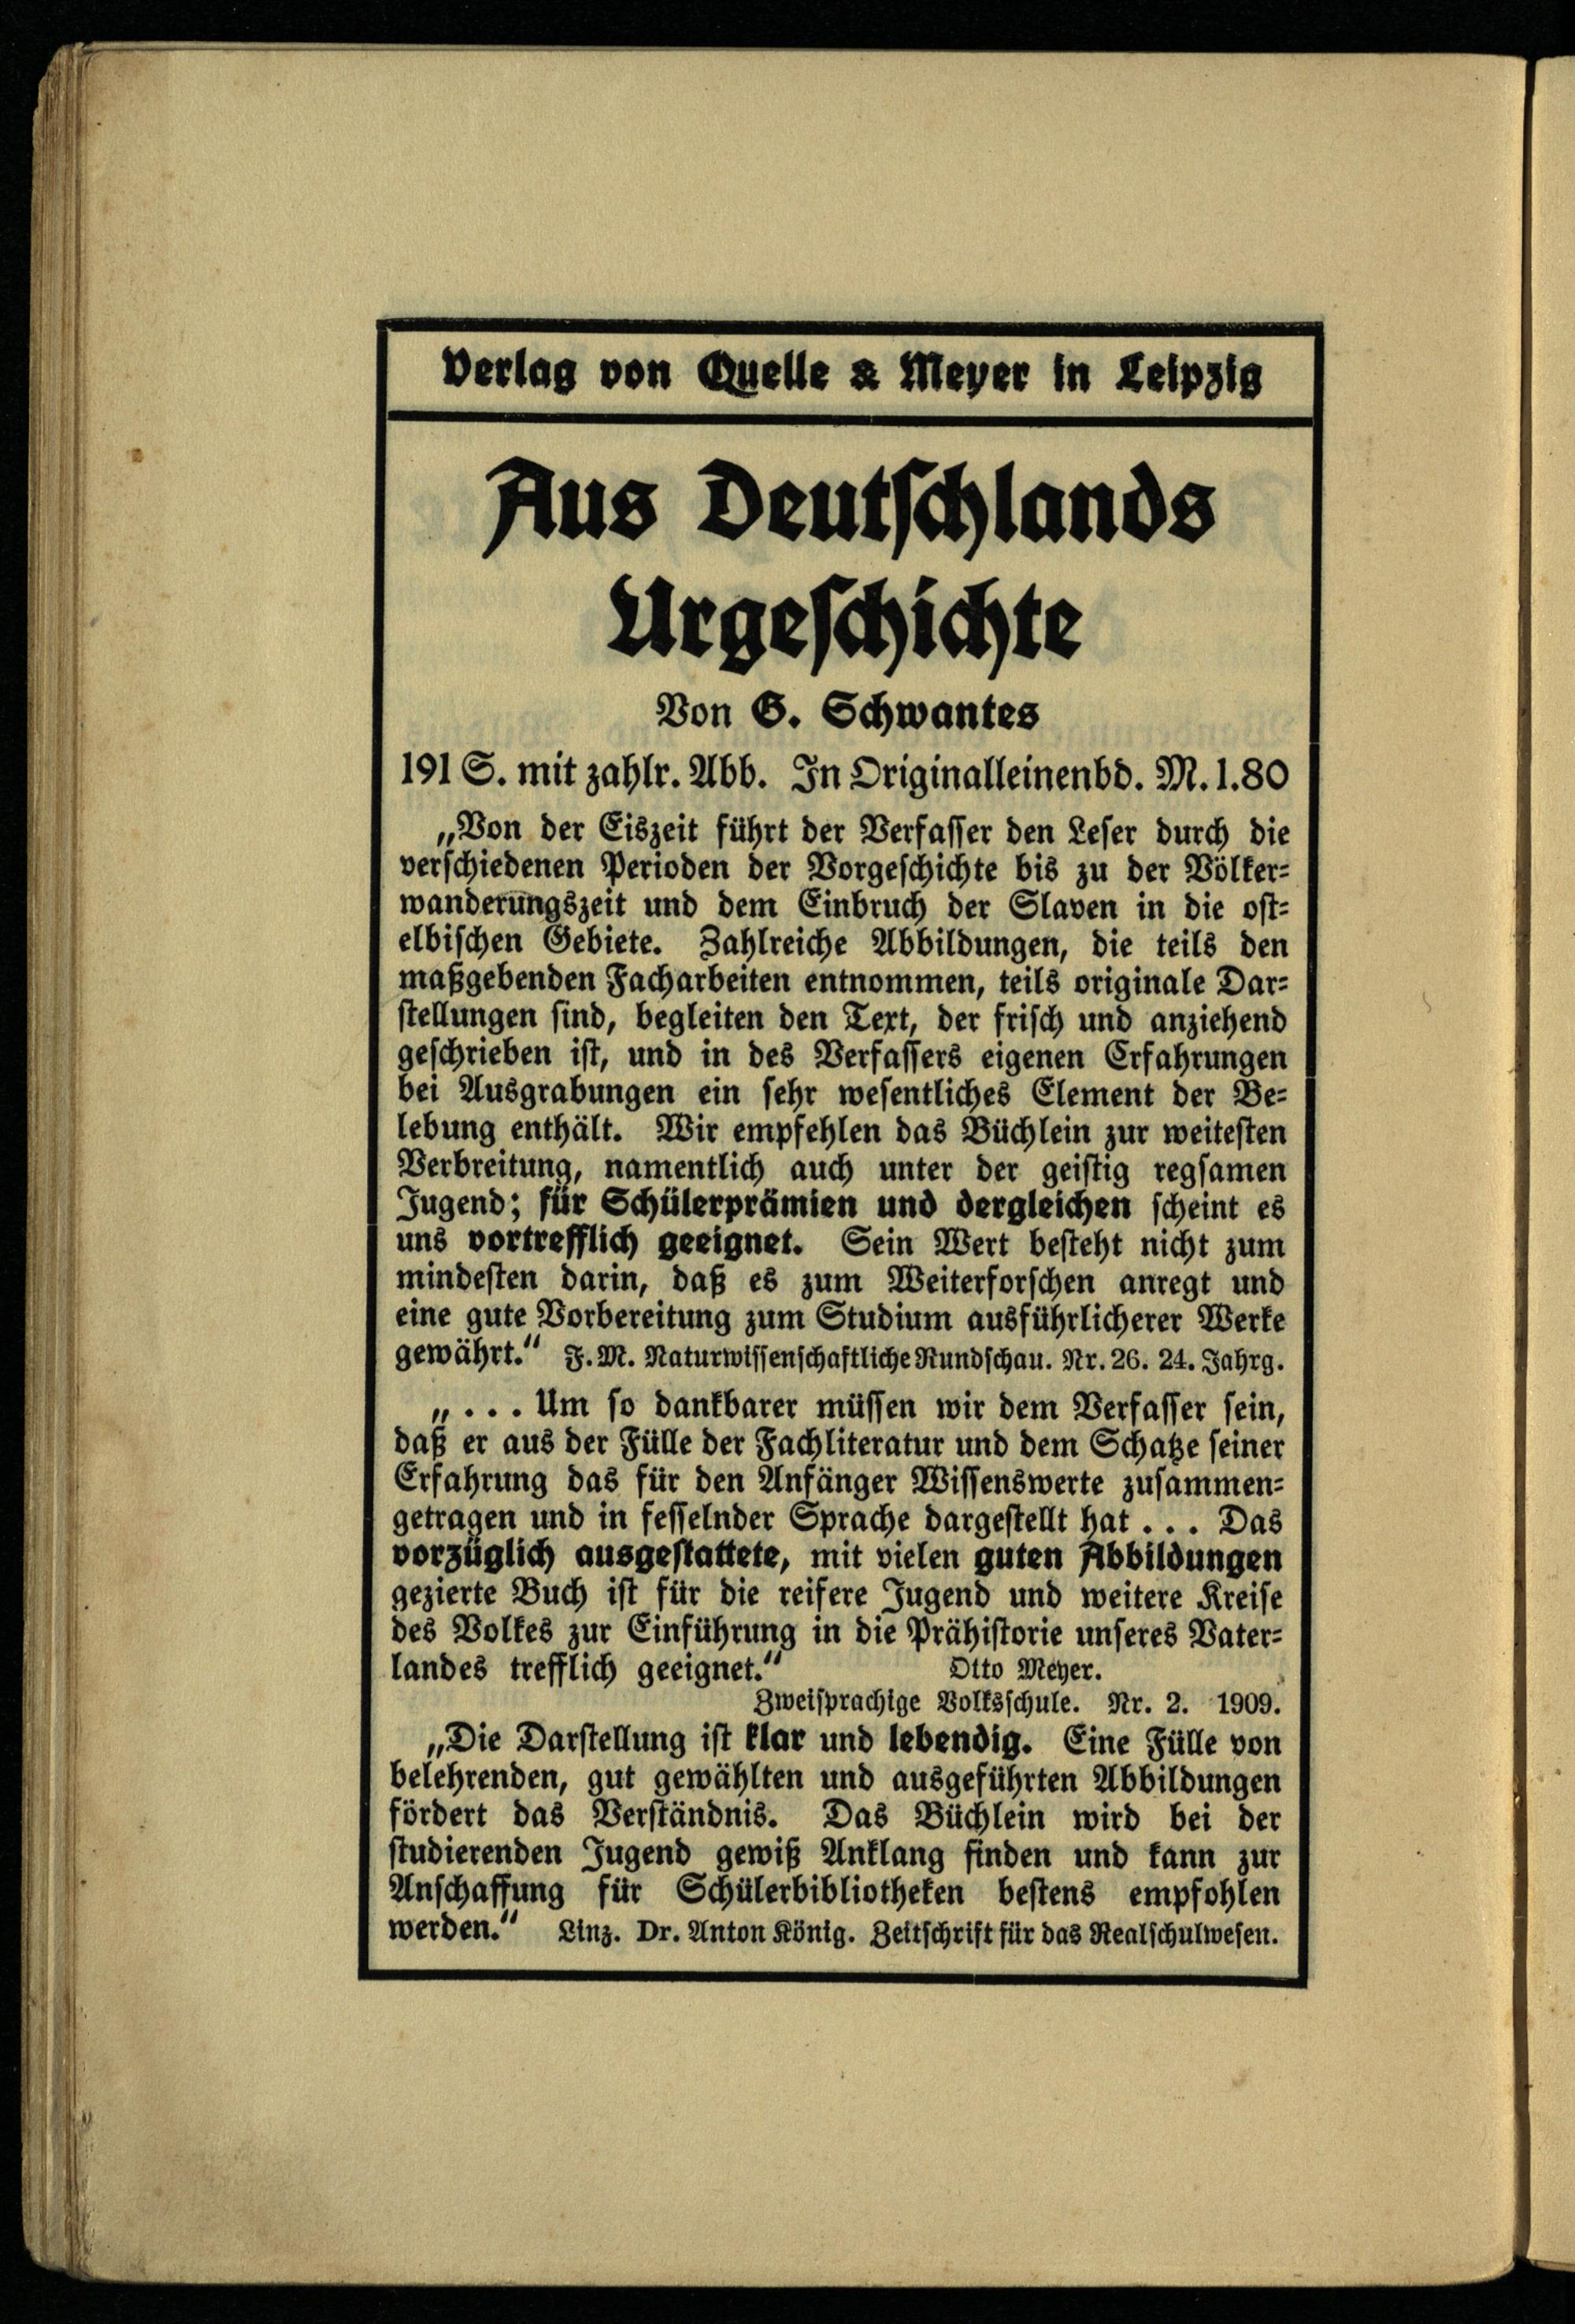 Verlag von Quelle & Meyer in Leipzig
Aus Deutschlands
Urgeschichte
Von G. Schwantes
191 S. mit zahlr. Abb. In Originalleinenbd. M. 1.80
„Von der Eiszeit führt der Verfasser den Leser durch die
verschiedenen Perioden der Vorgeschichte bis zu der Völker-
wanderungszeit und dem Einbruch der Slaven in die ost-
elbischen Gebiete. Zahlreiche Abbildungen, die teils den
maßgebenden Facharbeiten entnommen, teils originale Dar-
stellungen sind, begleiten den Text, der frisch und anziehend
geschrieben ist, und in des Verfassers eigenen Erfahrungen
bei Ausgrabungen ein sehr wesentliches Element der Be-
lebung enthält. Wir empfehlen das Büchlein zur weitesten
Verbreitung, namentlich auch unter der geistig regsamen
Jugend; für Schülerprämien und dergleichen scheint es
uns vortrefflich geeignet. Sein Wert besteht nicht zum
mindesten darin, daß es zum Weiterforschen anregt und
eine gute Vorbereitung zum Studium ausführlicherer Werke
gewährt.“ F. M. Naturwissenschaftliche Rundschau. Nr. 26. 24. Jahrg.
„... Um so dankbarer müssen wir dem Verfasser sein,
daß er aus der Fülle der Fachliteratur und dem Schatze seiner
Erfahrung das für den Anfänger Wissenswerte zusammen-
getragen und in fesselnder Sprache dargestellt hat ... Das
vorzüglich ausgestattete, mit vielen guten Abbildungen
gezierte Buch ist für die reifere Jugend und weitere Kreise
des Volkes zur Einführung in die Prähistorie unseres Vater-
landes trefflich geeignet.“ Otto Meyer.
Zweisprachige Volksschule. Nr. 2. 1909.
„Die Darstellung ist klar und lebendig. Eine Fülle von
belehrenden, gut gewählten und ausgeführten Abbildungen
fördert das Verständnis. Das Büchlein wird bei der
studierenden Jugend gewiß Anklang finden und kann zur
Anschaffung für Schülerbibliotheken bestens empfohlen
werden.“ Linz. Dr. Anton König. Zeitschrift für das Realschulwesen.